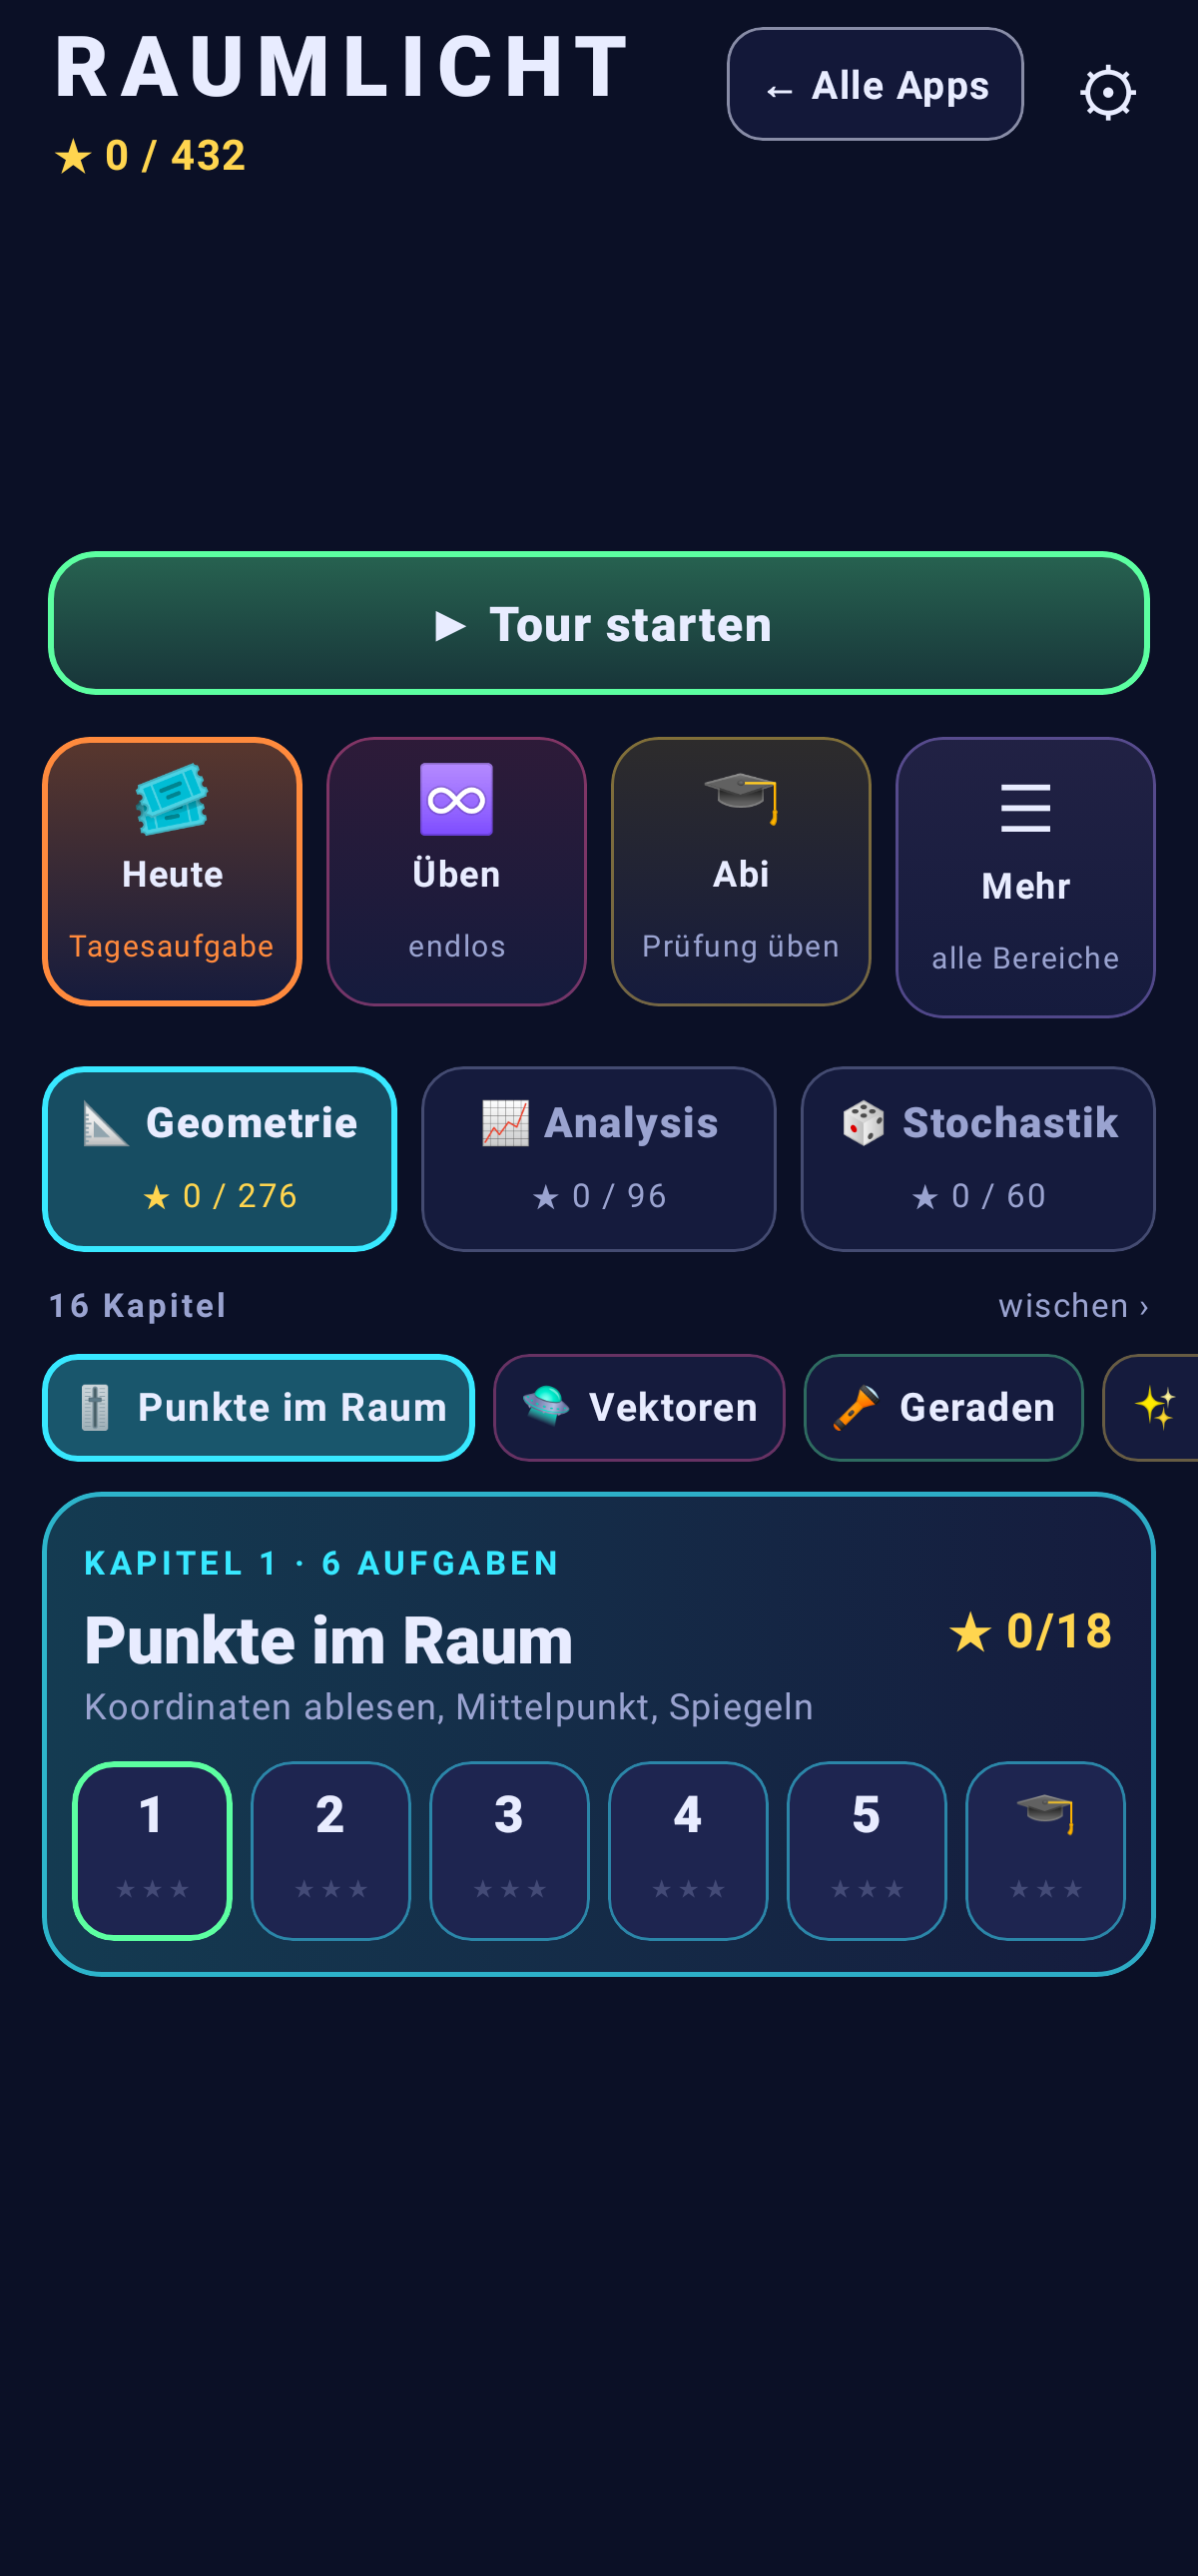 RAUMLICHT
← Alle Apps
★ 0 / 432
► Tour starten
Heute
Tagesaufgabe
Üben
endlos
Abi
Prüfung üben
Mehr
alle Bereiche
Geometrie
★ 0 / 276
Analysis
★ 0 / 96
Stochastik
★ 0 / 60
16 Kapitel
wischen ›
Punkte im Raum
Vektoren
Geraden
KAPITEL 1 · 6 AUFGABEN
Punkte im Raum
★ 0/18
Koordinaten ablesen, Mittelpunkt, Spiegeln
1
★★★
2
★★★
3
★★★
4
★★★
5
★★★
★★★